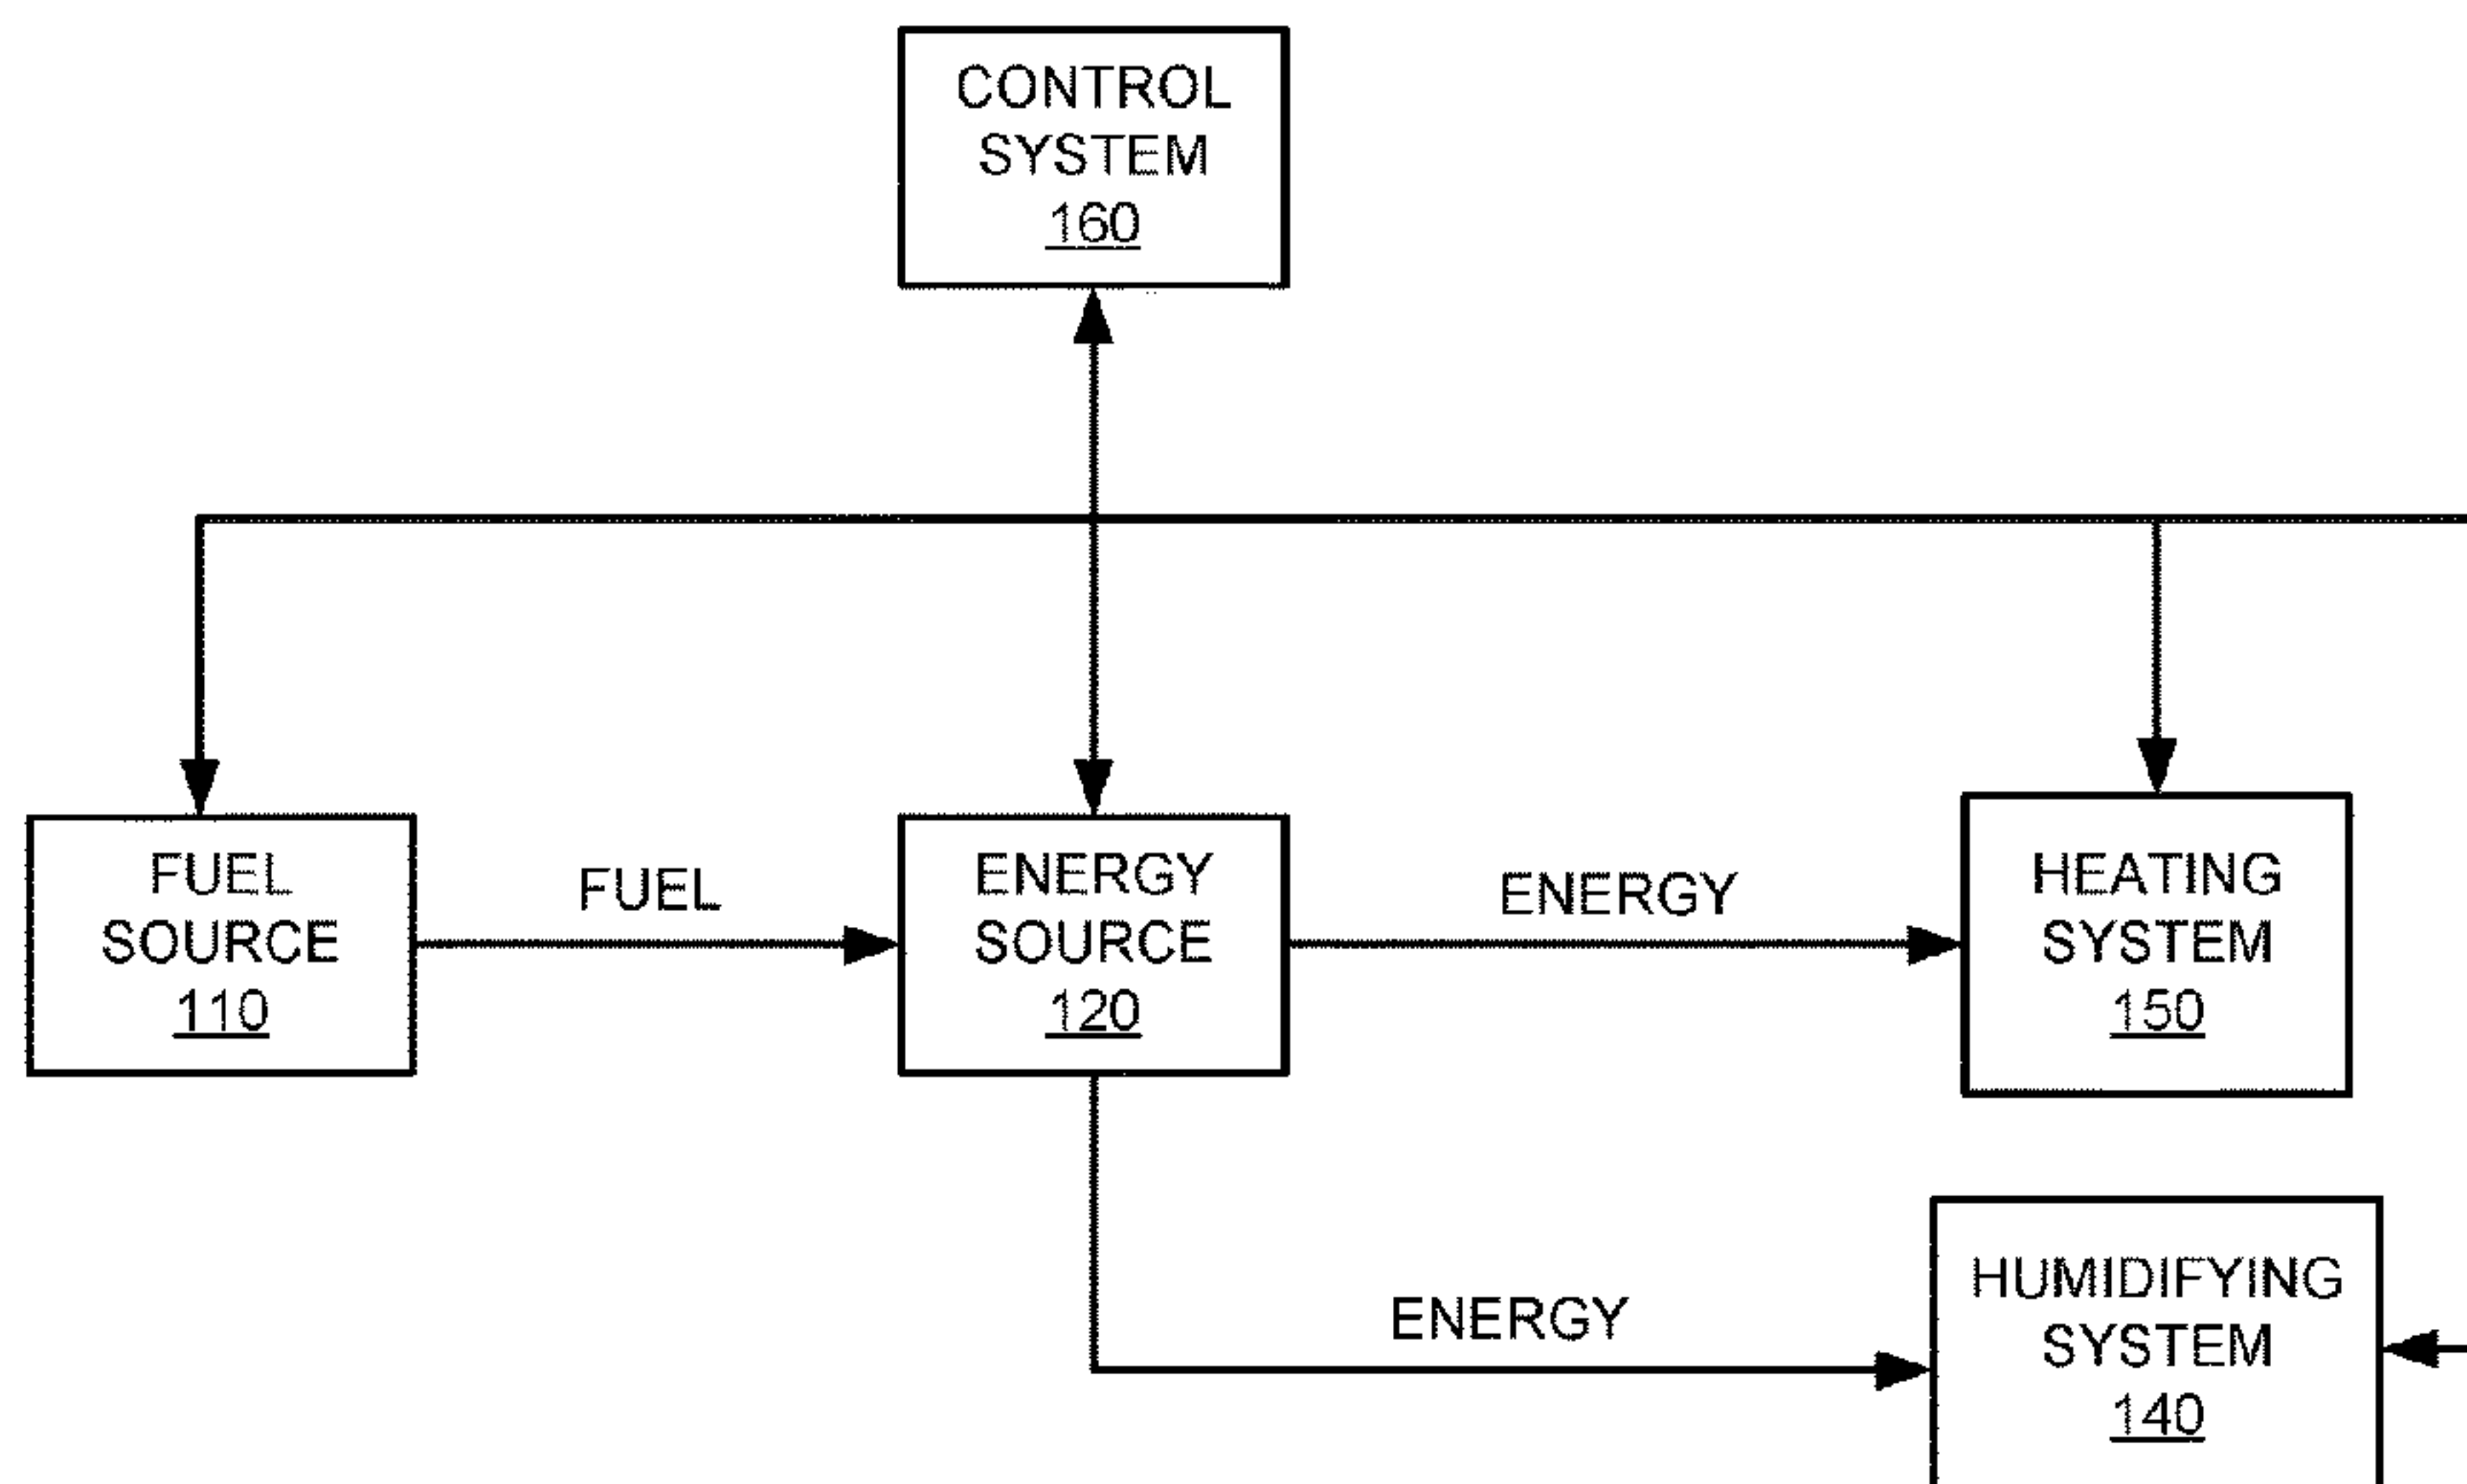 CONTROL
SYSTEM
160
FUEL
SOURCE
110
FUEL
ENERGY
SOURCE
120
ENERGY
HEATING
SYSTEM
150
ENERGY
HUMIDIFYING
SYSTEM
140